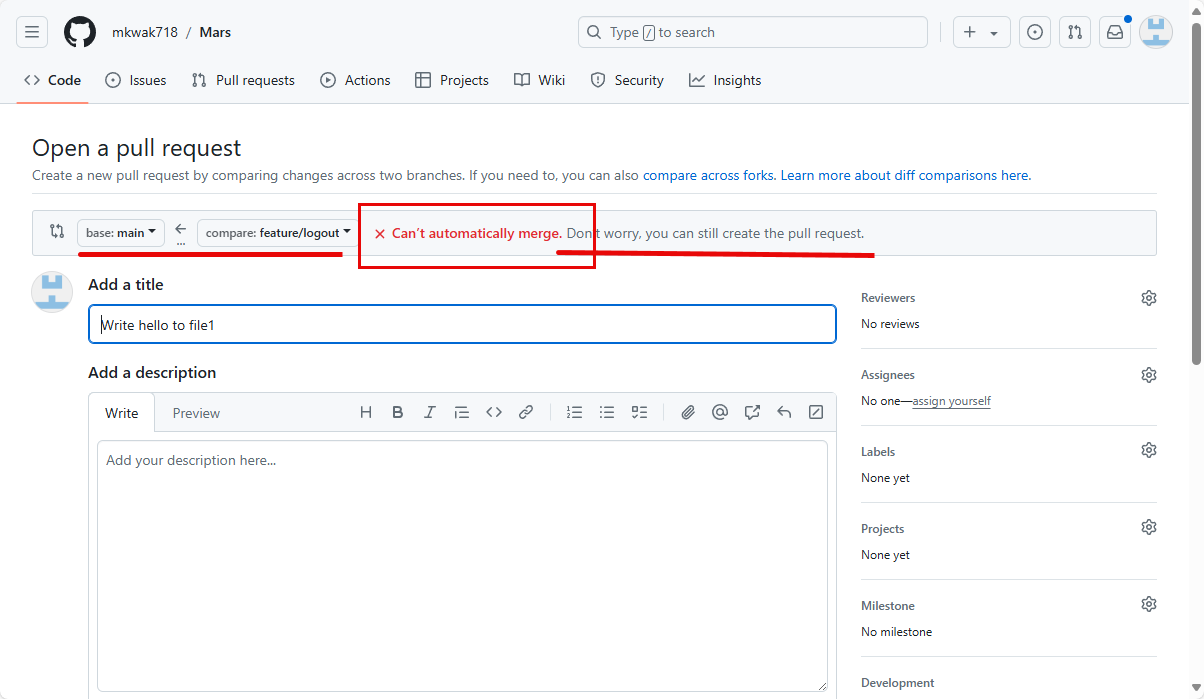 mkwak718 / Mars
Type / to search
Code Issues Pull requests Actions Projects Wiki Security Insights
Open a pull request
Create a new pull request by comparing changes across two branches. If you need to, you can also compare across forks. Learn more about diff comparisons here.
base: main ... compare: feature/logout Can't automatically merge. Don't worry, you can still create the pull request.
Add a title
Write hello to file1
Add a description
Write Preview
Add your description here...
Reviewers
No reviews
Assignees
No one—assign yourself
Labels
None yet
Projects
None yet
Milestone
No milestone
Development